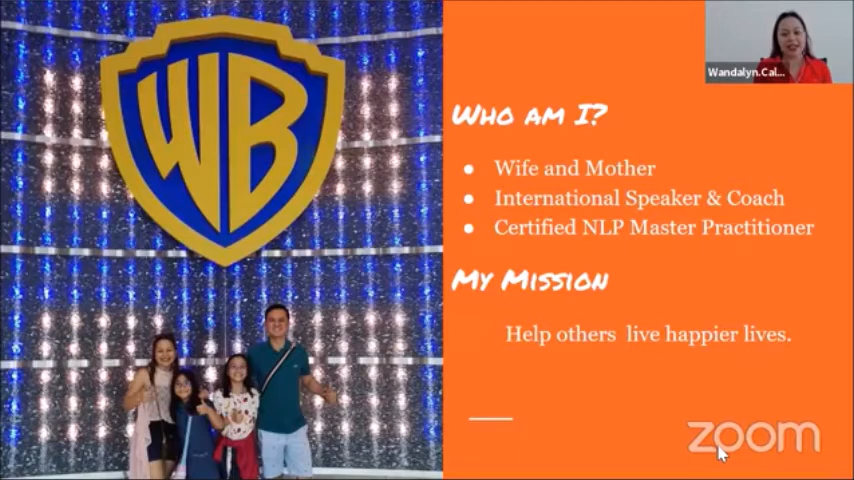 WB
Wandalyn.Cal...
Who am I?
● Wife and Mother
● International Speaker & Coach
● Certified NLP Master Practitioner
My Mission
Help others live happier lives.
zoom